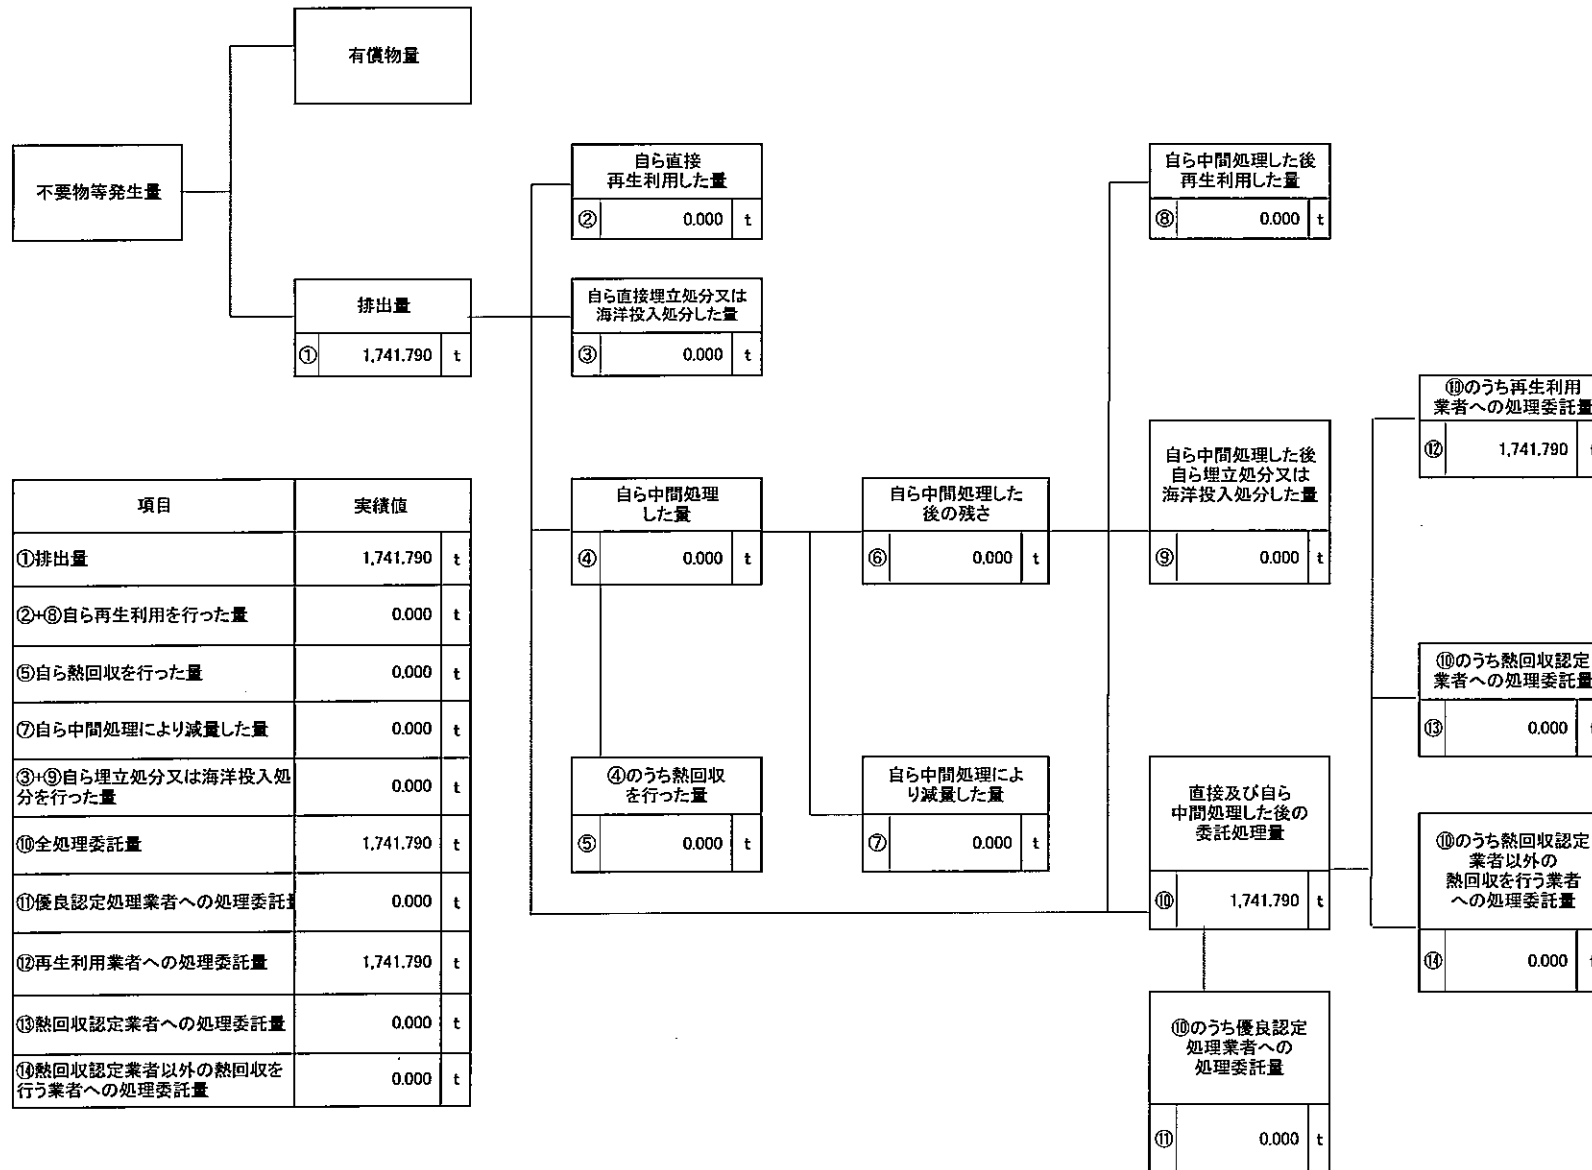 有償物量
不要物等発生量
排出量
① 1,741.790 t
自ら直接
再生利用した量
② 0.000 t
自ら直接埋立処分又は
海洋投入処分した量
③ 0.000 t
自ら中間処理
した量
④ 0.000 t
④のうち熱回収
を行った量
⑤ 0.000 t
自ら中間処理した
後の残さ
⑥ 0.000 t
自ら中間処理によ
り減量した量
⑦ 0.000 t
自ら中間処理した後
再生利用した量
⑧ 0.000 t
自ら中間処理した後
自ら埋立処分又は
海洋投入処分した量
⑨ 0.000 t
直接及び自ら
中間処理した後の
委託処理量
⑩ 1,741.790 t
⑩のうち優良認定
処理業者への
処理委託量
⑪ 0.000 t
⑩のうち再生利用
業者への処理委託量
⑫ 1,741.790 t
⑩のうち熱回収認定
業者への処理委託量
⑬ 0.000 t
⑩のうち熱回収認定
業者以外の
熱回収を行う業者
への処理委託量
⑭ 0.000 t
項目 実績値
①排出量 1,741.790 t
②+⑧自ら再生利用を行った量 0.000 t
⑤自ら熱回収を行った量 0.000 t
⑦自ら中間処理により減量した量 0.000 t
③+⑨自ら埋立処分又は海洋投入処
分を行った量 0.000 t
⑩全処理委託量 1,741.790 t
⑪優良認定処理業者への処理委託量 0.000 t
⑫再生利用業者への処理委託量 1,741.790 t
⑬熱回収認定業者への処理委託量 0.000 t
⑭熱回収認定業者以外の熱回収を
行う業者への処理委託量 0.000 t